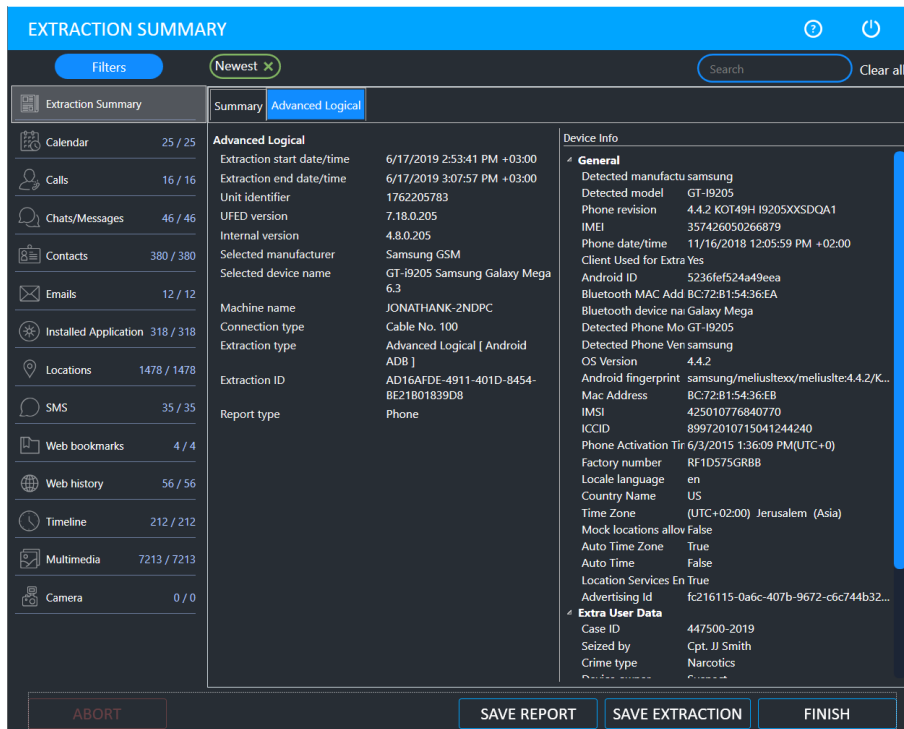 EXTRACTION SUMMARY
Filters
Newest
Search
Clear all
Extraction Summary
Calendar 25 / 25
Calls 16 / 16
Chats/Messages 46 / 46
Contacts 380 / 380
Emails 12 / 12
Installed Application 318 / 318
Locations 1478 / 1478
SMS 35 / 35
Web bookmarks 4 / 4
Web history 56 / 56
Timeline 212 / 212
Multimedia 7213 / 7213
Camera 0 / 0
Summary
Advanced Logical
Advanced Logical
Extraction start date/time 6/17/2019 2:53:41 PM +03:00
Extraction end date/time 6/17/2019 3:07:57 PM +03:00
Unit identifier 1762205783
UFED version 7.18.0.205
Internal version 4.8.0.205
Selected manufacturer Samsung GSM
Selected device name GT-i9205 Samsung Galaxy Mega
6.3
Machine name JONATHANK-2NDPC
Connection type Cable No. 100
Extraction type Advanced Logical [ Android
ADB ]
Extraction ID AD16AFDE-4911-401D-8454-
BE21B01839D8
Report type Phone
Device Info
General
Detected manufactu samsung
Detected model GT-I9205
Phone revision 4.4.2 KOT49H I9205XXSDQA1
IMEI 357426050266879
Phone date/time 11/16/2018 12:05:59 PM +02:00
Client Used for Extra Yes
Android ID 5236fef524a49eea
Bluetooth MAC Add BC:72:B1:54:36:EA
Bluetooth device nai Galaxy Mega
Detected Phone Mo GT-I9205
Detected Phone Ven samsung
OS Version 4.4.2
Android fingerprint samsung/meliusltexx/meliuslte:4.4.2/K...
Mac Address BC:72:B1:54:36:EB
IMSI 425010776840770
ICCID 89972010715041244240
Phone Activation Tir 6/3/2015 1:36:09 PM(UTC+0)
Factory number RF1D575GRBB
Locale language en
Country Name US
Time Zone (UTC+02:00) Jerusalem (Asia)
Mock locations allov False
Auto Time Zone True
Auto Time False
Location Services En True
Advertising Id fc216115-0a6c-407b-9672-c6c744b32...
Extra User Data
Case ID 447500-2019
Seized by Cpt. JJ Smith
Crime type Narcotics
ABORT
SAVE REPORT
SAVE EXTRACTION
FINISH